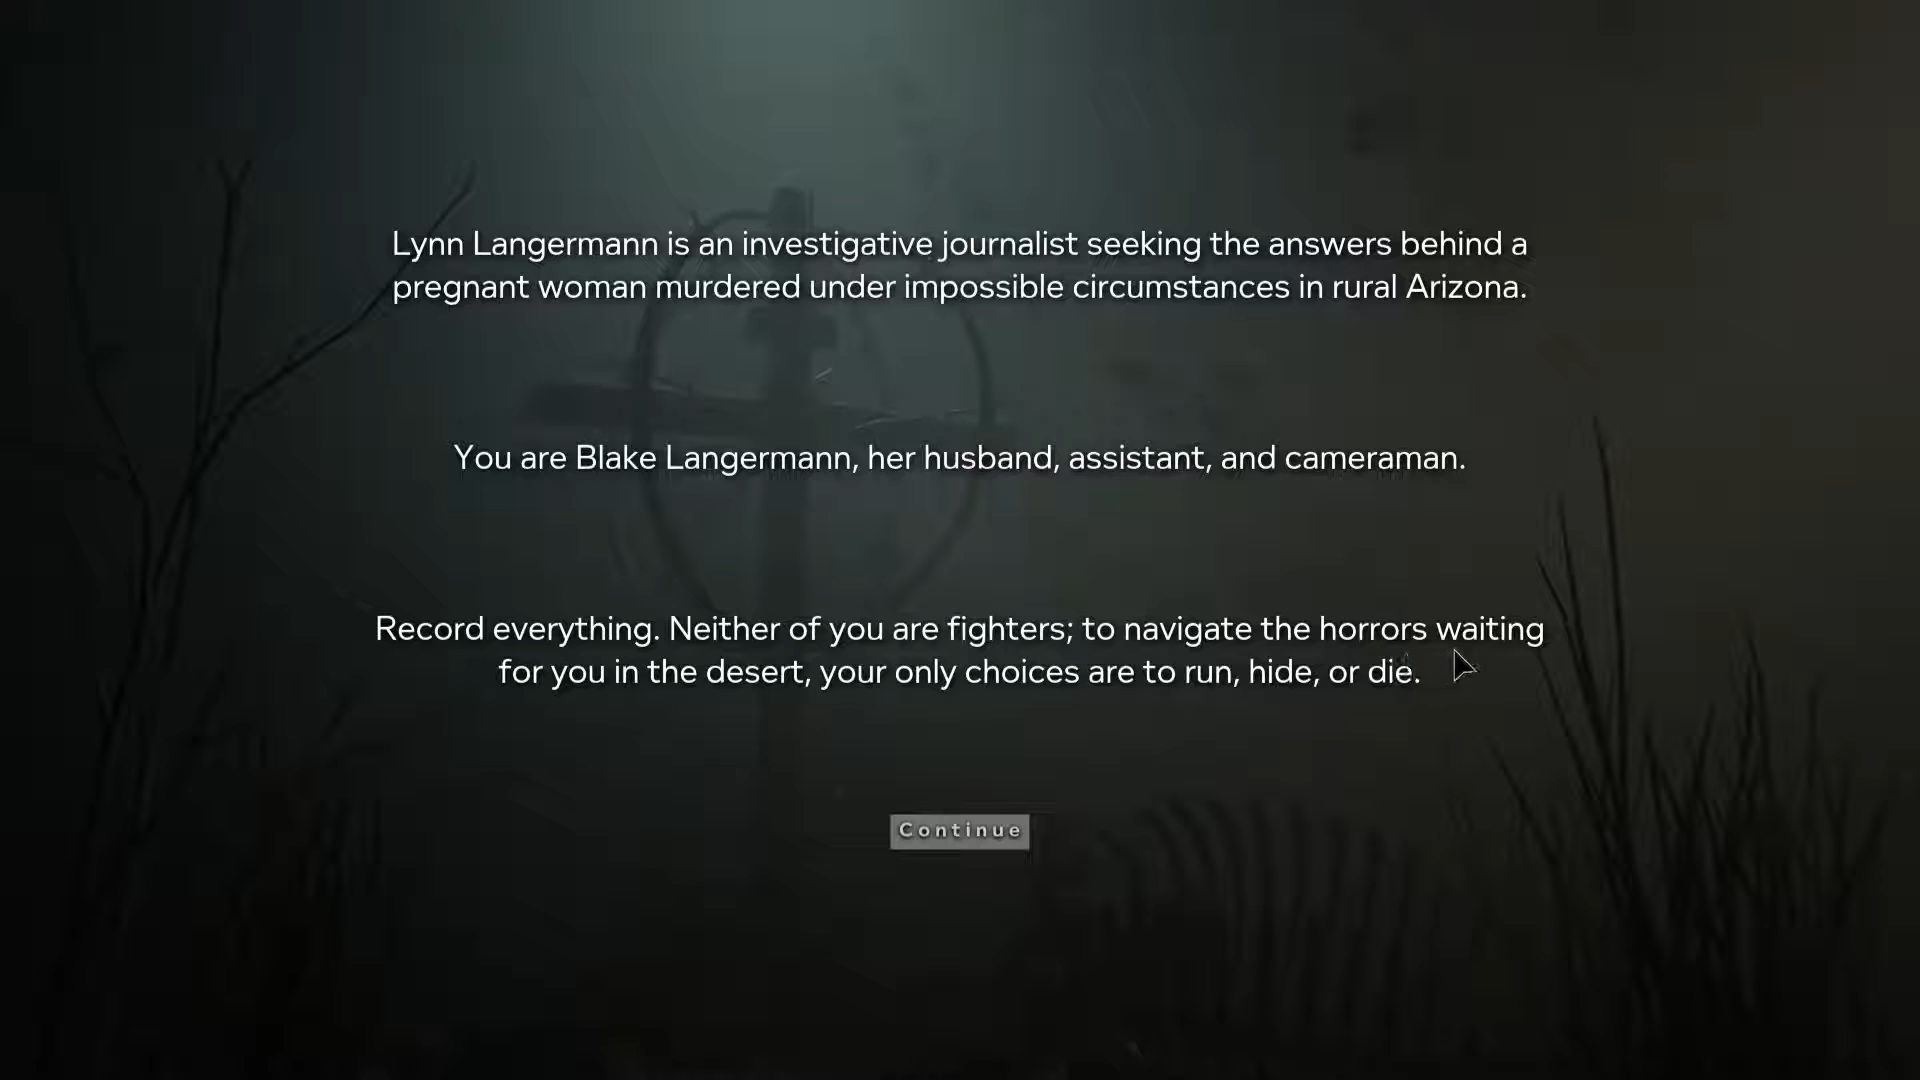 Lynn Langermann is an investigative journalist seeking the answers behind a
pregnant woman murdered under impossible circumstances in rural Arizona.
You are Blake Langermann, her husband, assistant, and cameraman.
Record everything. Neither of you are fighters; to navigate the horrors waiting
for you in the desert, your only choices are to run, hide, or die.
Continue